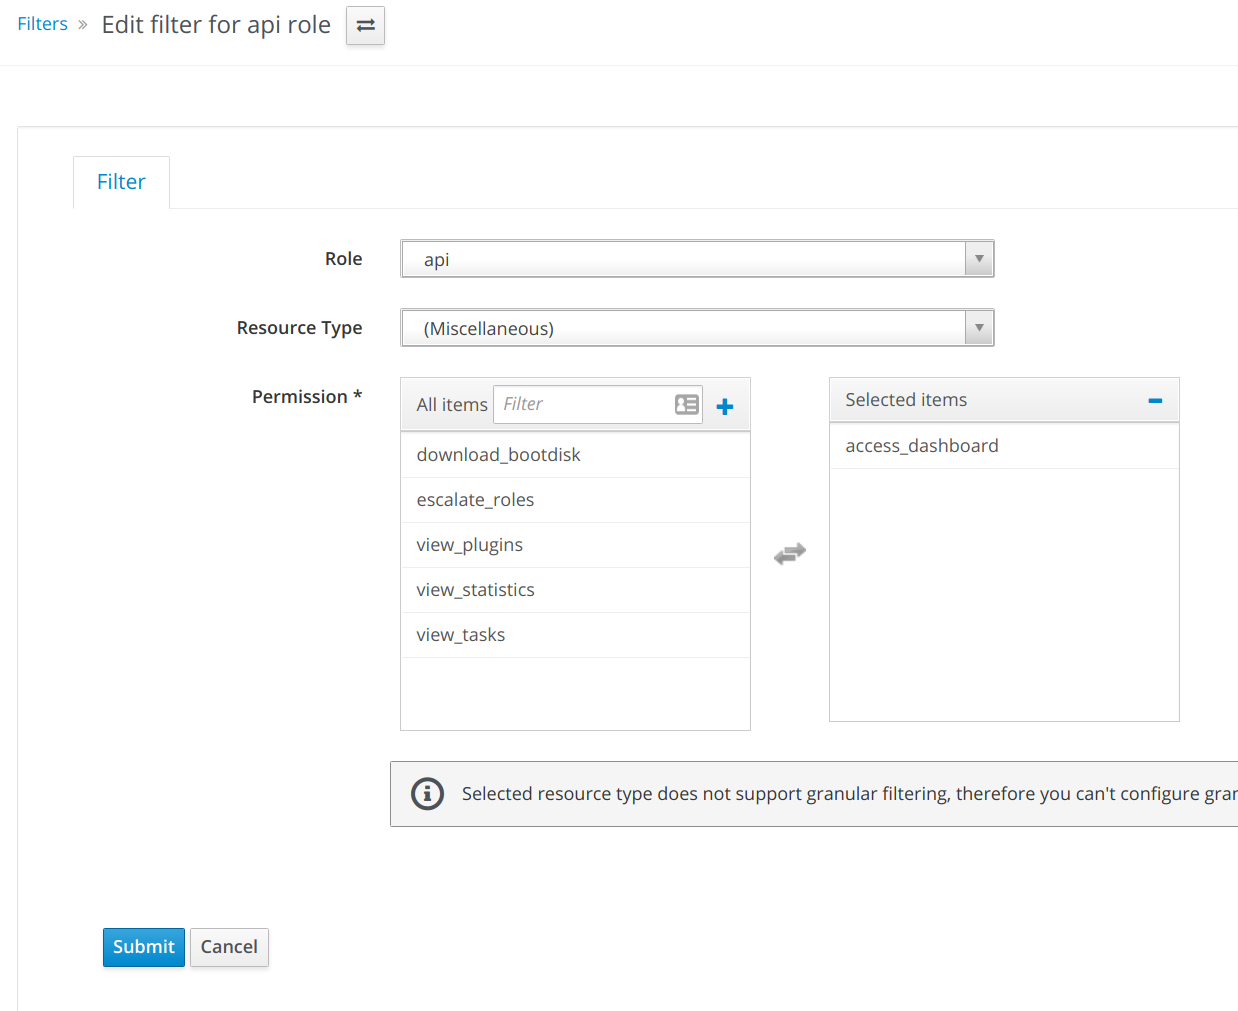 Filters » Edit filter for api role
Filter
Role
api
Resource Type
(Miscellaneous)
Permission *
All items Filter
download_bootdisk
escalate_roles
view_plugins
view_statistics
view_tasks
Selected items
access_dashboard
Selected resource type does not support granular filtering, therefore you can't configure
Submit Cancel